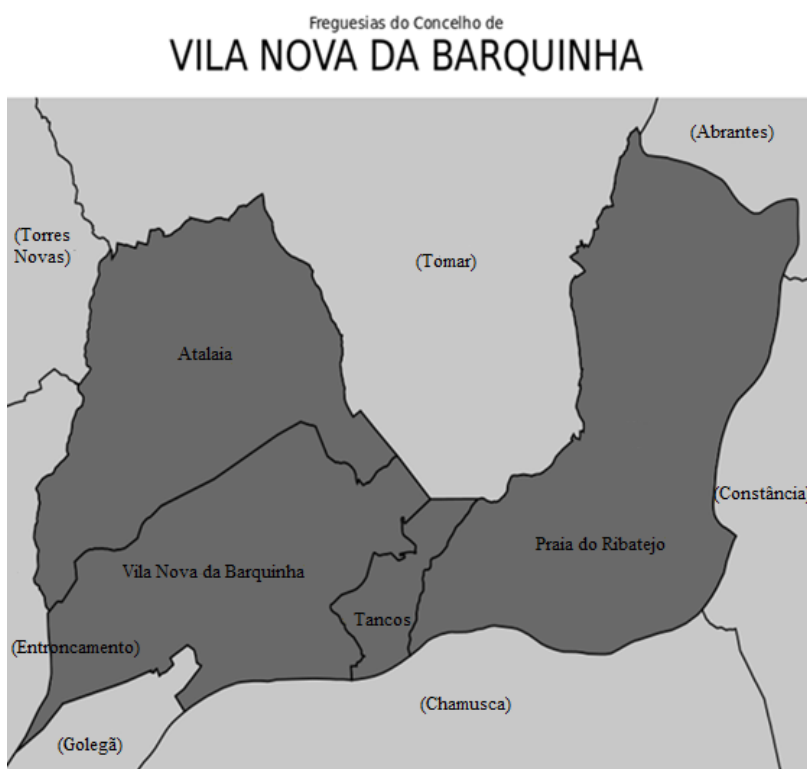 Freguesias do Concelho de
VILA NOVA DA BARQUINHA
(Abrantes)
(Torres
Novas)
(Tomar)
Atalaia
(Constância)
Praia do Ribatejo
Vila Nova da Barquinha
Tancos
(Entroncamento)
(Chamusca)
(Golegã)